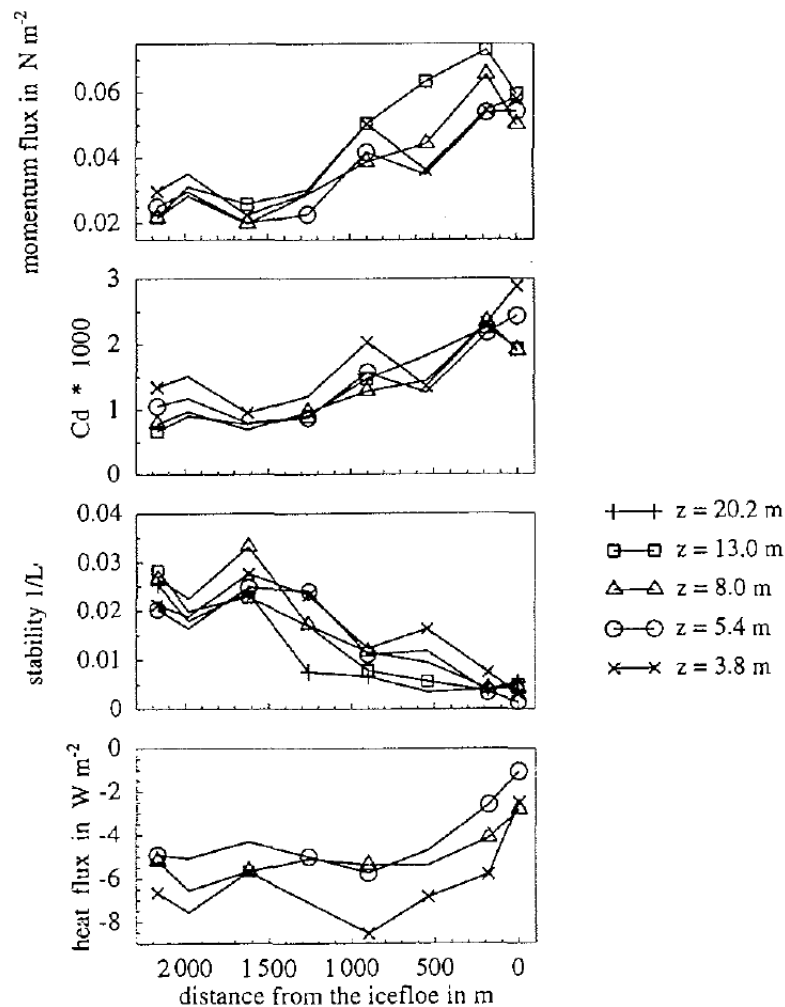 momentum flux in N m-2
0.06
0.04
0.02
Cd * 1000
3
2
1
0
stability 1/L
0.04
0.03
0.02
0.01
0
z = 20.2 m
z = 13.0 m
z = 8.0 m
z = 5.4 m
z = 3.8 m
heat flux in W m-2
0
-2
-4
-6
-8
2000 1500 1000 500 0
distance from the icefloe in m